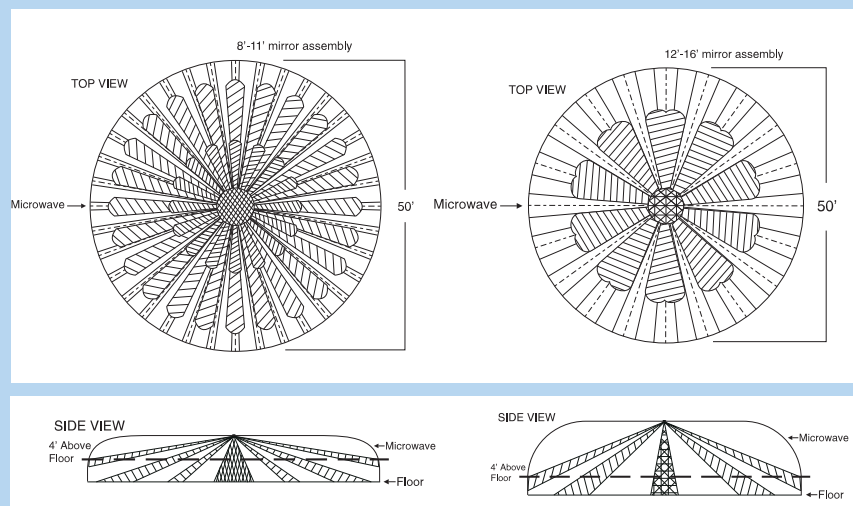 8'-11' mirror assembly
TOP VIEW
Microwave
50'
12'-16' mirror assembly
TOP VIEW
Microwave
50'
SIDE VIEW
4' Above
Floor
Microwave
Floor
SIDE VIEW
4' Above
Floor
Microwave
Floor